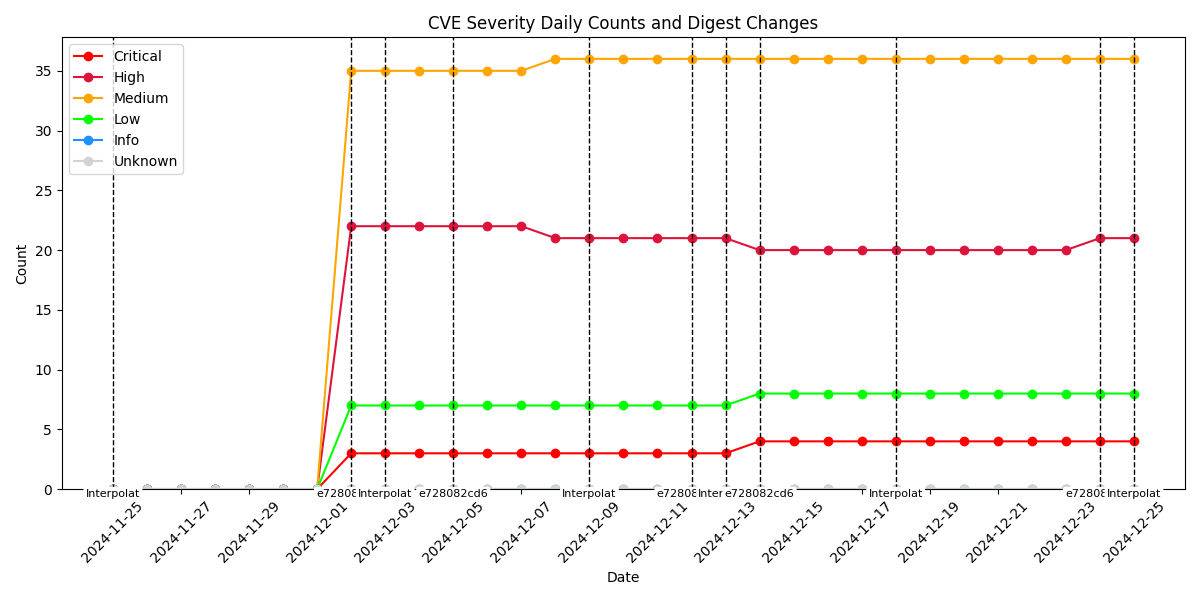 CVE Severity Daily Counts and Digest Changes
Critical
High
Medium
Low
Info
Unknown
Count
35
30
25
20
15
10
5
0
Interpolat
Interpolat
e728082cd6
Interpolat
e728082cd6
Interpolat
Interpolat
2024-11-25
2024-11-27
2024-11-29
2024-12-01
2024-12-03
2024-12-05
2024-12-07
2024-12-09
2024-12-11
2024-12-13
2024-12-15
2024-12-17
2024-12-19
2024-12-21
2024-12-23
2024-12-25
Date